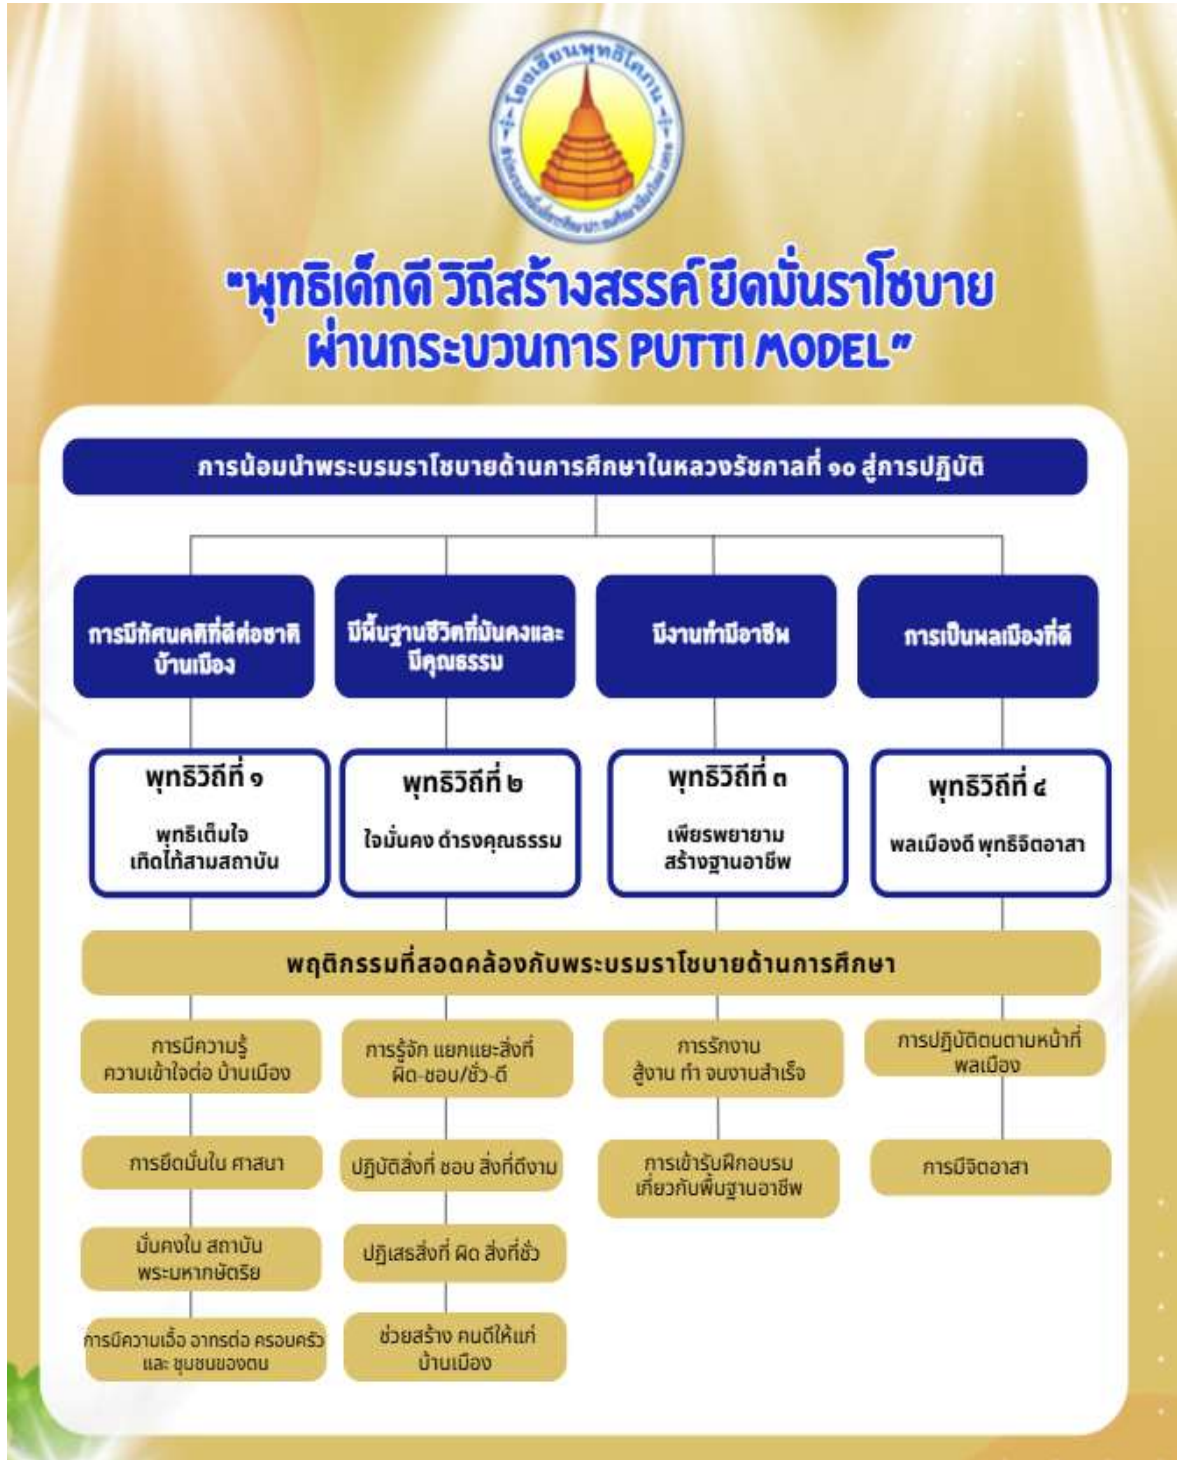 โรงเรียนพุทธิโศภน
"พุทธิเด็กดี วิถีสร้างสรรค์ ยึดมั่นราโชบาย
ผ่านกระบวนการ PUTTI MODEL"
การน้อมนำพระบรมราโชบายด้านการศึกษาในหลวงรัชกาลที่ ๑๐ สู่การปฏิบัติ
การมีทัศนคติที่ดีต่อชาติ
บ้านเมือง
มีพื้นฐานชีวิตที่มั่นคงและ
มีคุณธรรม
มีงานทำมีอาชีพ
การเป็นพลเมืองที่ดี
พุทธิวิถีที่ ๑
พุทธิเต็มใจ
เทิดไท้สามสถาบัน
พุทธิวิถีที่ ๒
ใจมั่นคง ดำรงคุณธรรม
พุทธิวิถีที่ ๓
เพียรพยายาม
สร้างฐานอาชีพ
พุทธิวิถีที่ ๔
พลเมืองดี พุทธิจิตอาสา
พฤติกรรมที่สอดคล้องกับพระบรมราโชบายด้านการศึกษา
การมีความรู้
ความเข้าใจต่อ บ้านเมือง
การยึดมั่นใน ศาสนา
มั่นคงใน สถาบัน
พระมหากษัตริย
การมีความเอื้อ อาทรต่อ ครอบครัว
และ ชุมชนของตน
การรู้จัก แยกแยะสิ่งที่
ผิด-ชอบ/ชั่ว-ดี
ปฏิบัติสิ่งที่ ชอบ สิ่งที่ดีงาม
ปฏิเสธสิ่งที่ ผิด สิ่งที่ชั่ว
ช่วยสร้าง คนดีให้แก่
บ้านเมือง
การรักงาน
สู้งาน ทำ จนงานสำเร็จ
การเข้ารับฝึกอบรม
เกี่ยวกับพื้นฐานอาชีพ
การปฏิบัติตนตามหน้าที่
พลเมือง
การมีจิตอาสา